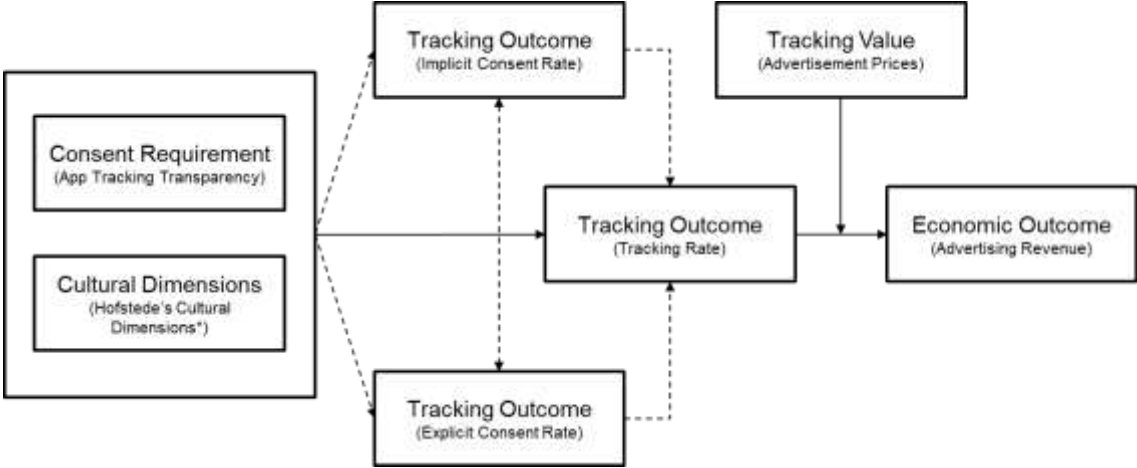 Tracking Outcome
(Implicit Consent Rate)
Tracking Value
(Advertisement Prices)
Consent Requirement
(App Tracking Transparency)
Tracking Outcome
(Tracking Rate)
Economic Outcome
(Advertising Revenue)
Cultural Dimensions
(Hofstede's Cultural
Dimensions*)
Tracking Outcome
(Explicit Consent Rate)